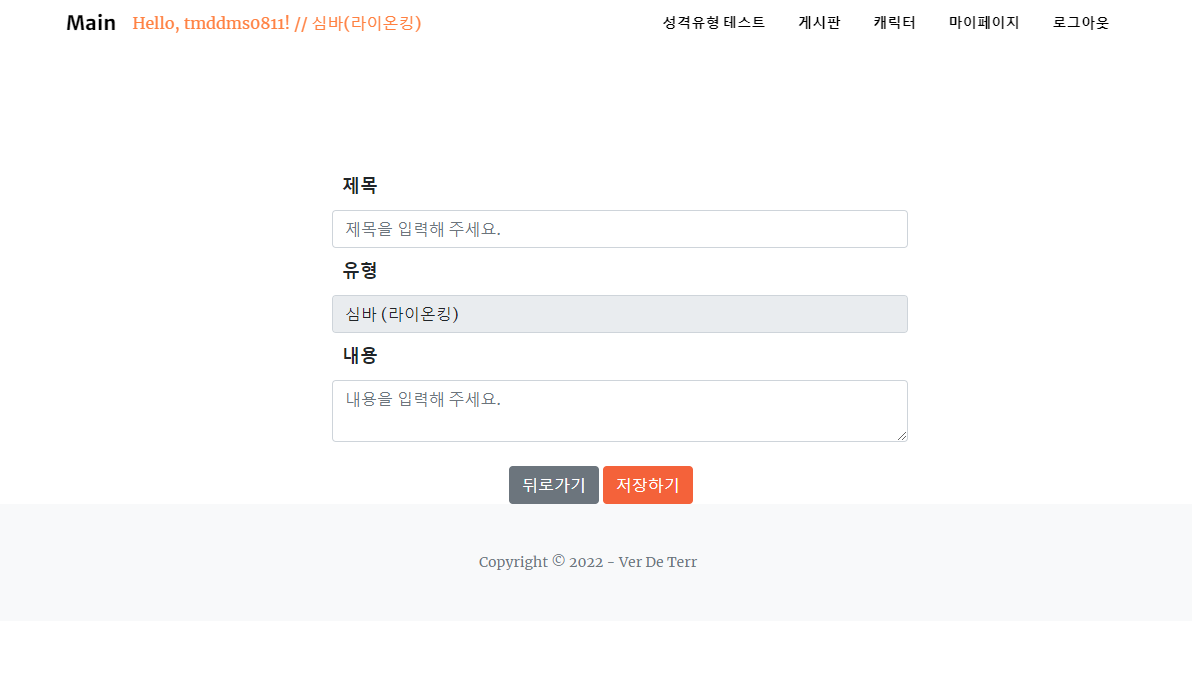 Main Hello, tmddms0811! // 심바(라이온킹) 성격유형 테스트 게시판 캐릭터 마이페이지 로그아웃
제목
제목을 입력해 주세요.
유형
심바 (라이온킹)
내용
내용을 입력해 주세요.
뒤로가기 저장하기
Copyright © 2022 - Ver De Terr